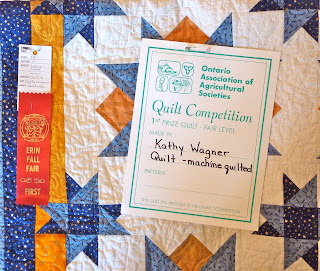 ERIN
FALL
FAIR
FIRST
Ontario
Association of
Agricultural
Societies
Quilt Competition
1ST PRIZE QUILT - FAIR LEVEL
MADE BY
Kathy Wagner
Quilt - machine quilted
PATTERN